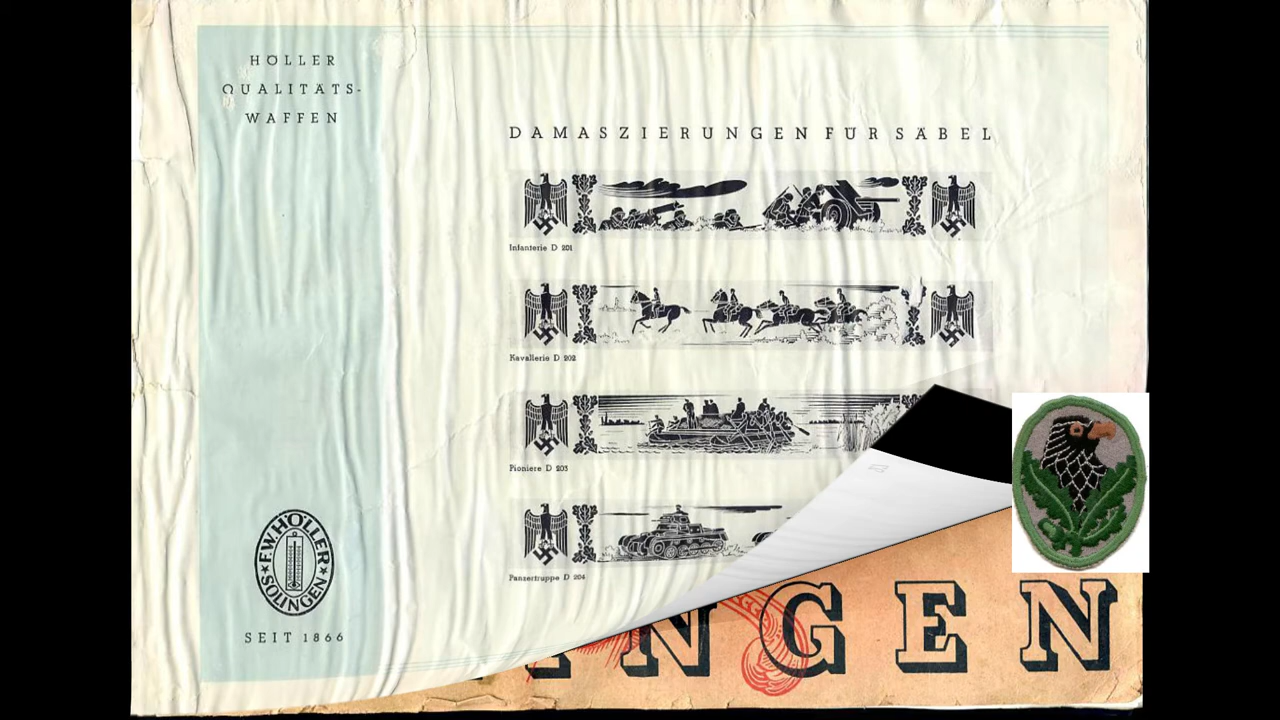 HÖLLER
QUALITÄTS-
WAFFEN
DAMASZIERUNGEN FÜR SÄBEL
Infanterie D 201
Kavallerie D 202
Pioniere D 203
Panzertruppe D 204
F.W. HÖLLER
SOLINGEN
SEIT 1866
NGEN